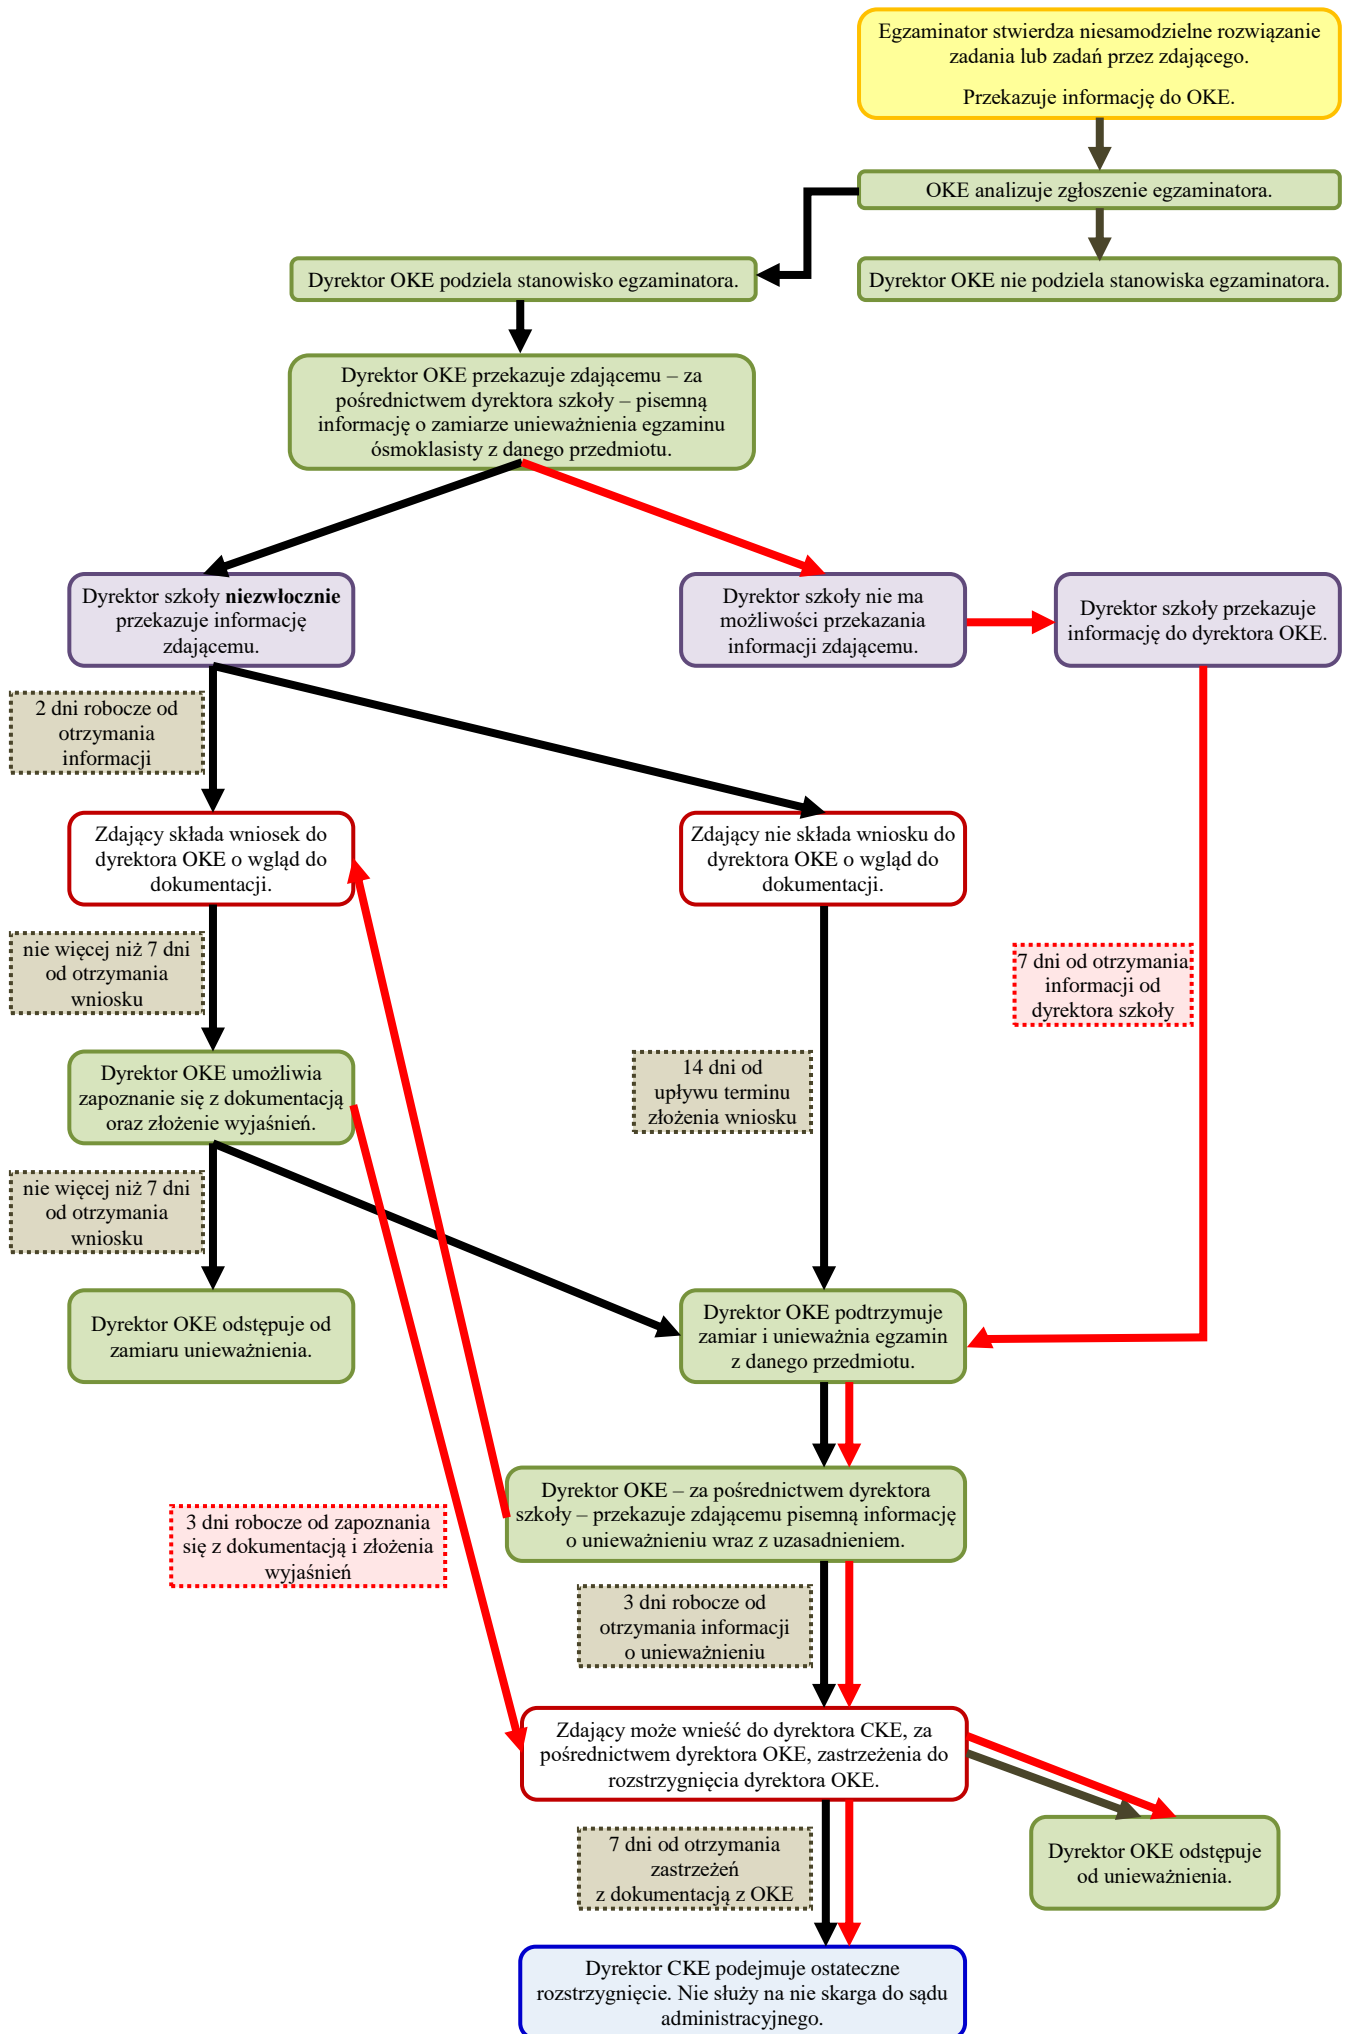 Egzaminator stwierdza niesamodzielne rozwiązanie
zadania lub zadań przez zdającego.
Przekazuje informację do OKE.
OKE analizuje zgłoszenie egzaminatora.
Dyrektor OKE podziela stanowisko egzaminatora.
Dyrektor OKE nie podziela stanowiska egzaminatora.
Dyrektor OKE przekazuje zdającemu – za
pośrednictwem dyrektora szkoły – pisemną
informację o zamiarze unieważnienia egzaminu
ósmoklasisty z danego przedmiotu.
Dyrektor szkoły niezwłocznie
przekazuje informację
zdającemu.
Dyrektor szkoły nie ma
możliwości przekazania
informacji zdającemu.
Dyrektor szkoły przekazuje
informację do dyrektora OKE.
2 dni robocze od
otrzymania
informacji
Zdający składa wniosek do
dyrektora OKE o wgląd do
dokumentacji.
Zdający nie składa wniosku do
dyrektora OKE o wgląd do
dokumentacji.
nie więcej niż 7 dni
od otrzymania
wniosku
7 dni od otrzymania
informacji od
dyrektora szkoły
Dyrektor OKE umożliwia
zapoznanie się z dokumentacją
oraz złożenie wyjaśnień.
14 dni od
upływu terminu
złożenia wniosku
nie więcej niż 7 dni
od otrzymania
wniosku
Dyrektor OKE odstępuje od
zamiaru unieważnienia.
Dyrektor OKE podtrzymuje
zamiar i unieważnia egzamin
z danego przedmiotu.
Dyrektor OKE – za pośrednictwem dyrektora
szkoły – przekazuje zdającemu pisemną informację
o unieważnieniu wraz z uzasadnieniem.
3 dni robocze od zapoznania
się z dokumentacją i złożenia
wyjaśnień
3 dni robocze od
otrzymania informacji
o unieważnieniu
Zdający może wnieść do dyrektora CKE, za
pośrednictwem dyrektora OKE, zastrzeżenia do
rozstrzygnięcia dyrektora OKE.
7 dni od otrzymania
zastrzeżeń
z dokumentacją z OKE
Dyrektor OKE odstępuje
od unieważnienia.
Dyrektor CKE podejmuje ostateczne
rozstrzygnięcie. Nie służy na nie skarga do sądu
administracyjnego.